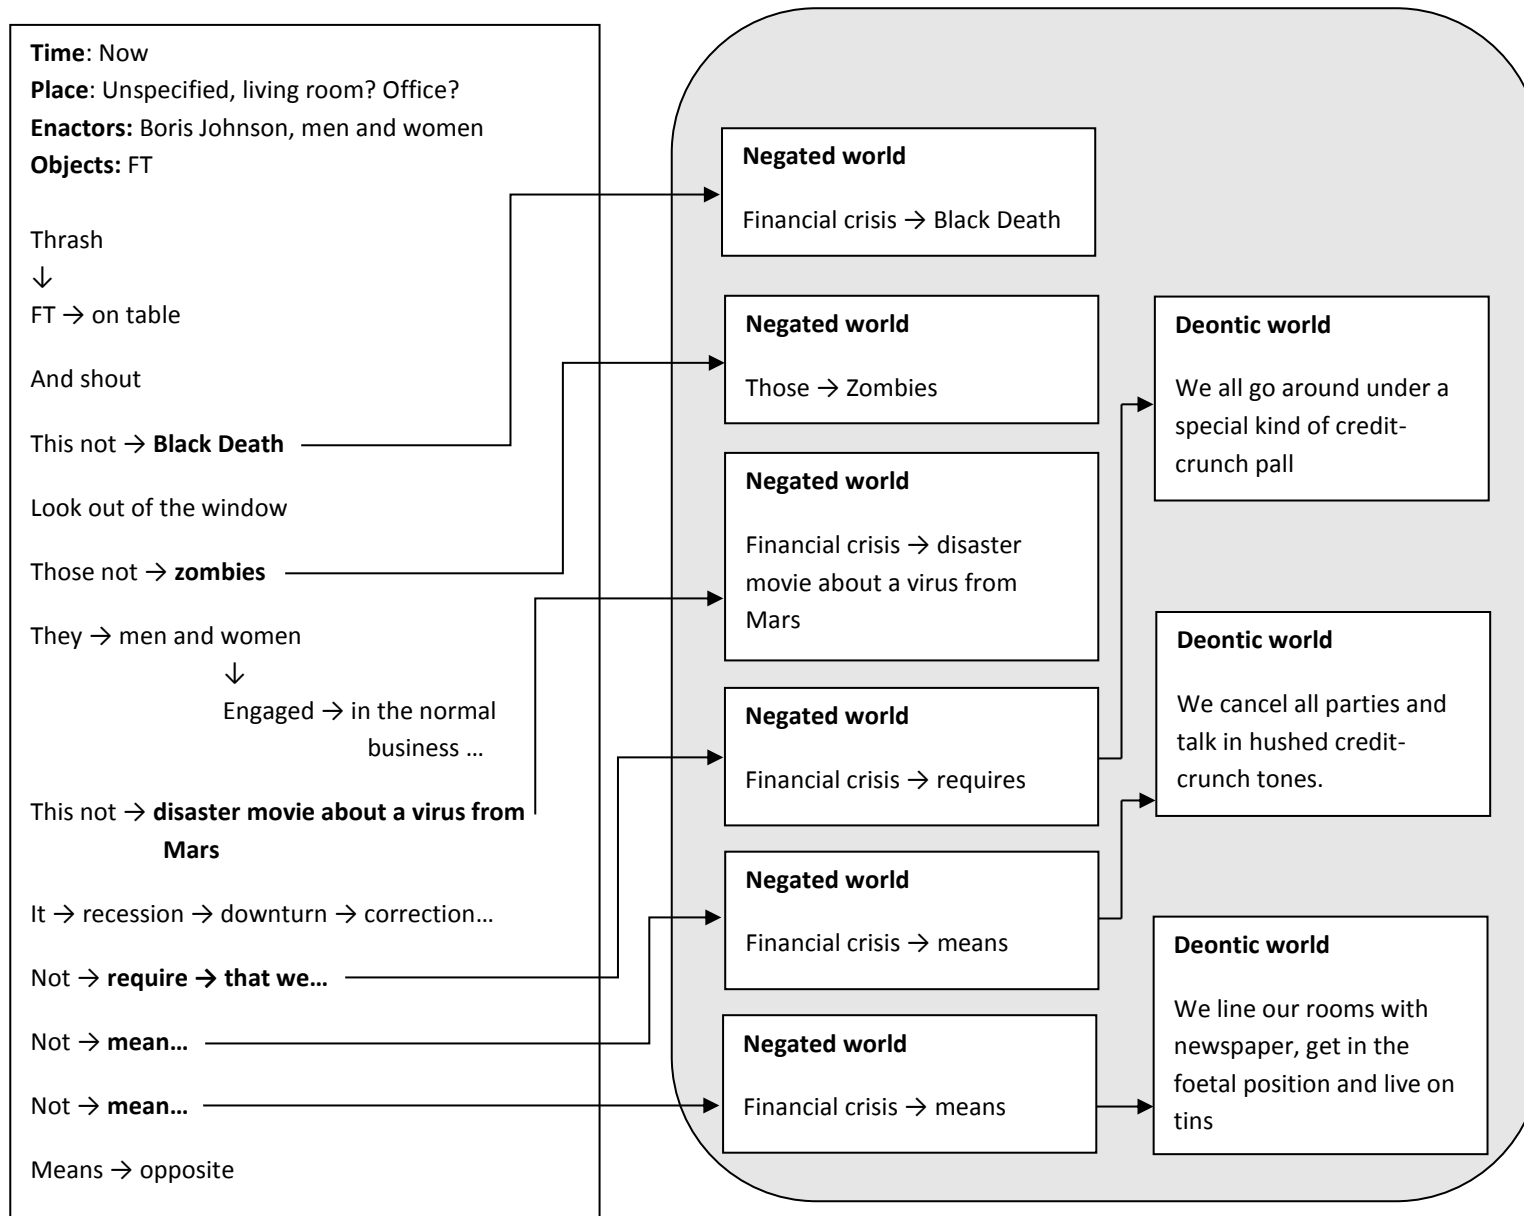 Time: Now
Place: Unspecified, living room? Office?
Enactors: Boris Johnson, men and women
Objects: FT
Thrash
↓
FT → on table
And shout
This not → Black Death
Look out of the window
Those not → zombies
They → men and women
↓
Engaged → in the normal
business ...
This not → disaster movie about a virus from
Mars
It → recession → downturn → correction...
Not → require → that we...
Not → mean...
Not → mean...
Means → opposite
Negated world
Financial crisis → Black Death
Negated world
Those → Zombies
Negated world
Financial crisis → disaster
movie about a virus from
Mars
Negated world
Financial crisis → requires
Negated world
Financial crisis → means
Negated world
Financial crisis → means
Deontic world
We all go around under a
special kind of credit-
crunch pall
Deontic world
We cancel all parties and
talk in hushed credit-
crunch tones.
Deontic world
We line our rooms with
newspaper, get in the
foetal position and live on
tins